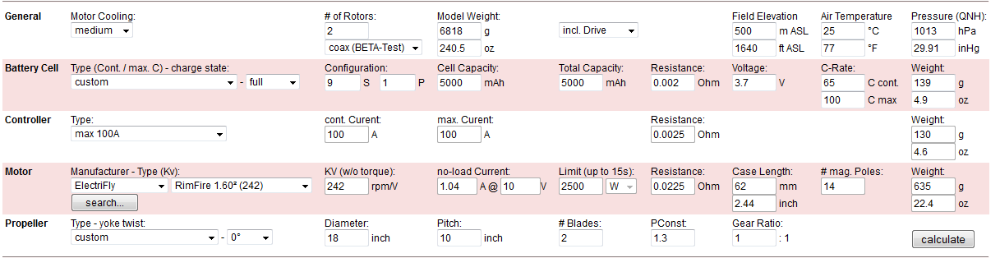 General Motor Cooling: # of Rotors: Model Weight: Field Elevation Air Temperature Pressure (QNH):
medium 2 6818 g incl. Drive 500 m ASL 25 °C 1013 hPa
coax (BETA-Test) 240.5 oz 1640 ft ASL 77 °F 29.91 inHg
Battery Cell Type (Cont. / max. C) - charge state: Configuration: Cell Capacity: Total Capacity: Resistance: Voltage: C-Rate: Weight:
custom - full 9 S 1 P 5000 mAh 5000 mAh 0.002 Ohm 3.7 V 65 C cont. 139 g
100 C max 4.9 oz
Controller Type: cont. Curent: max. Curent: Resistance: Weight:
max 100A 100 A 100 A 0.0025 Ohm 130 g
4.6 oz
Motor Manufacturer - Type (Kv): KV (w/o torque): no-load Current: Limit (up to 15s): Resistance: Case Length: # mag. Poles: Weight:
ElectriFly RimFire 1.60² (242) 242 rpm/V 1.04 A @ 10 V 2500 W 0.0225 Ohm 62 mm 14 635 g
search... 2.44 inch 22.4 oz
Propeller Type - yoke twist: Diameter: Pitch: # Blades: PConst: Gear Ratio:
custom - 0° 18 inch 10 inch 2 1.3 1 : 1 calculate